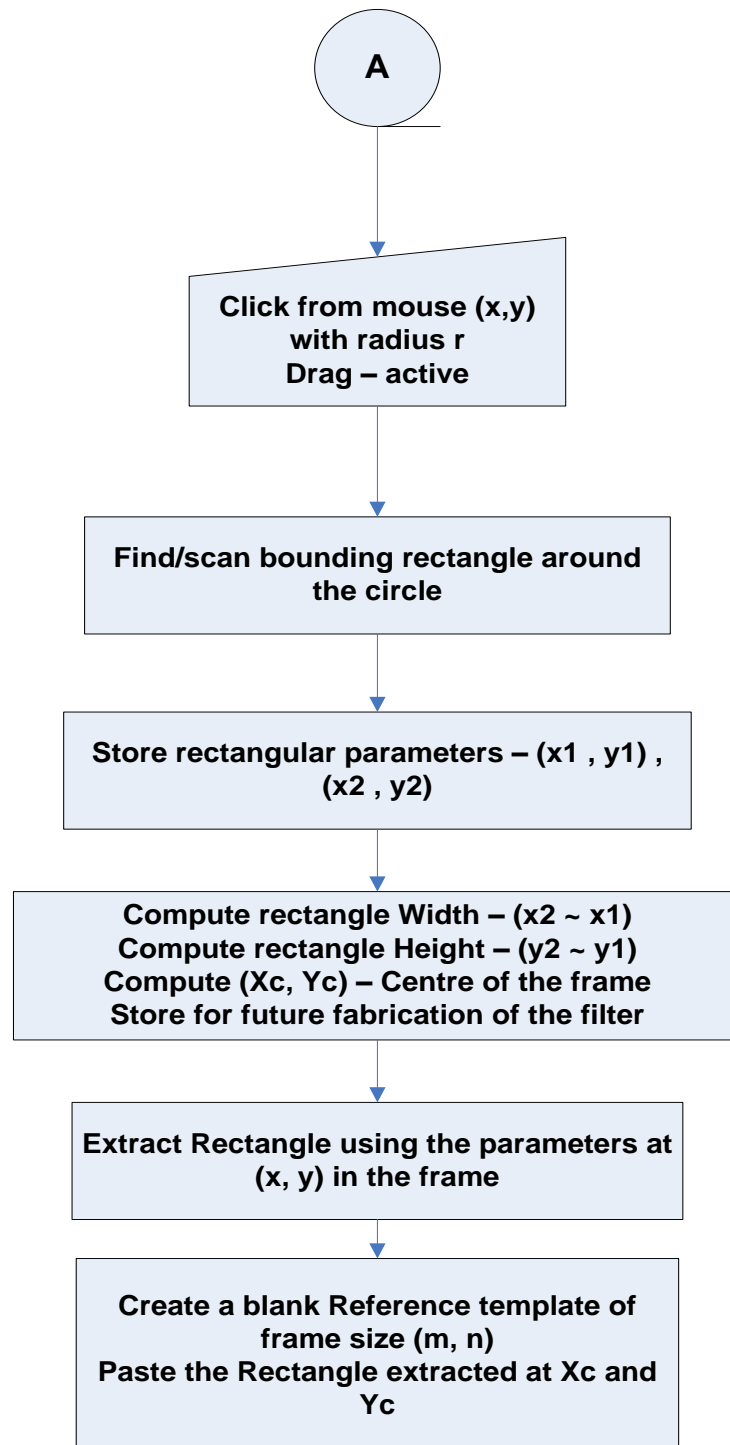 A
Click from mouse (x,y)
with radius r
Drag – active
Find/scan bounding rectangle around
the circle
Store rectangular parameters – (x1 , y1) ,
(x2 , y2)
Compute rectangle Width – (x2 ~ x1)
Compute rectangle Height – (y2 ~ y1)
Compute (Xc, Yc) – Centre of the frame
Store for future fabrication of the filter
Extract Rectangle using the parameters at
(x, y) in the frame
Create a blank Reference template of
frame size (m, n)
Paste the Rectangle extracted at Xc and
Yc